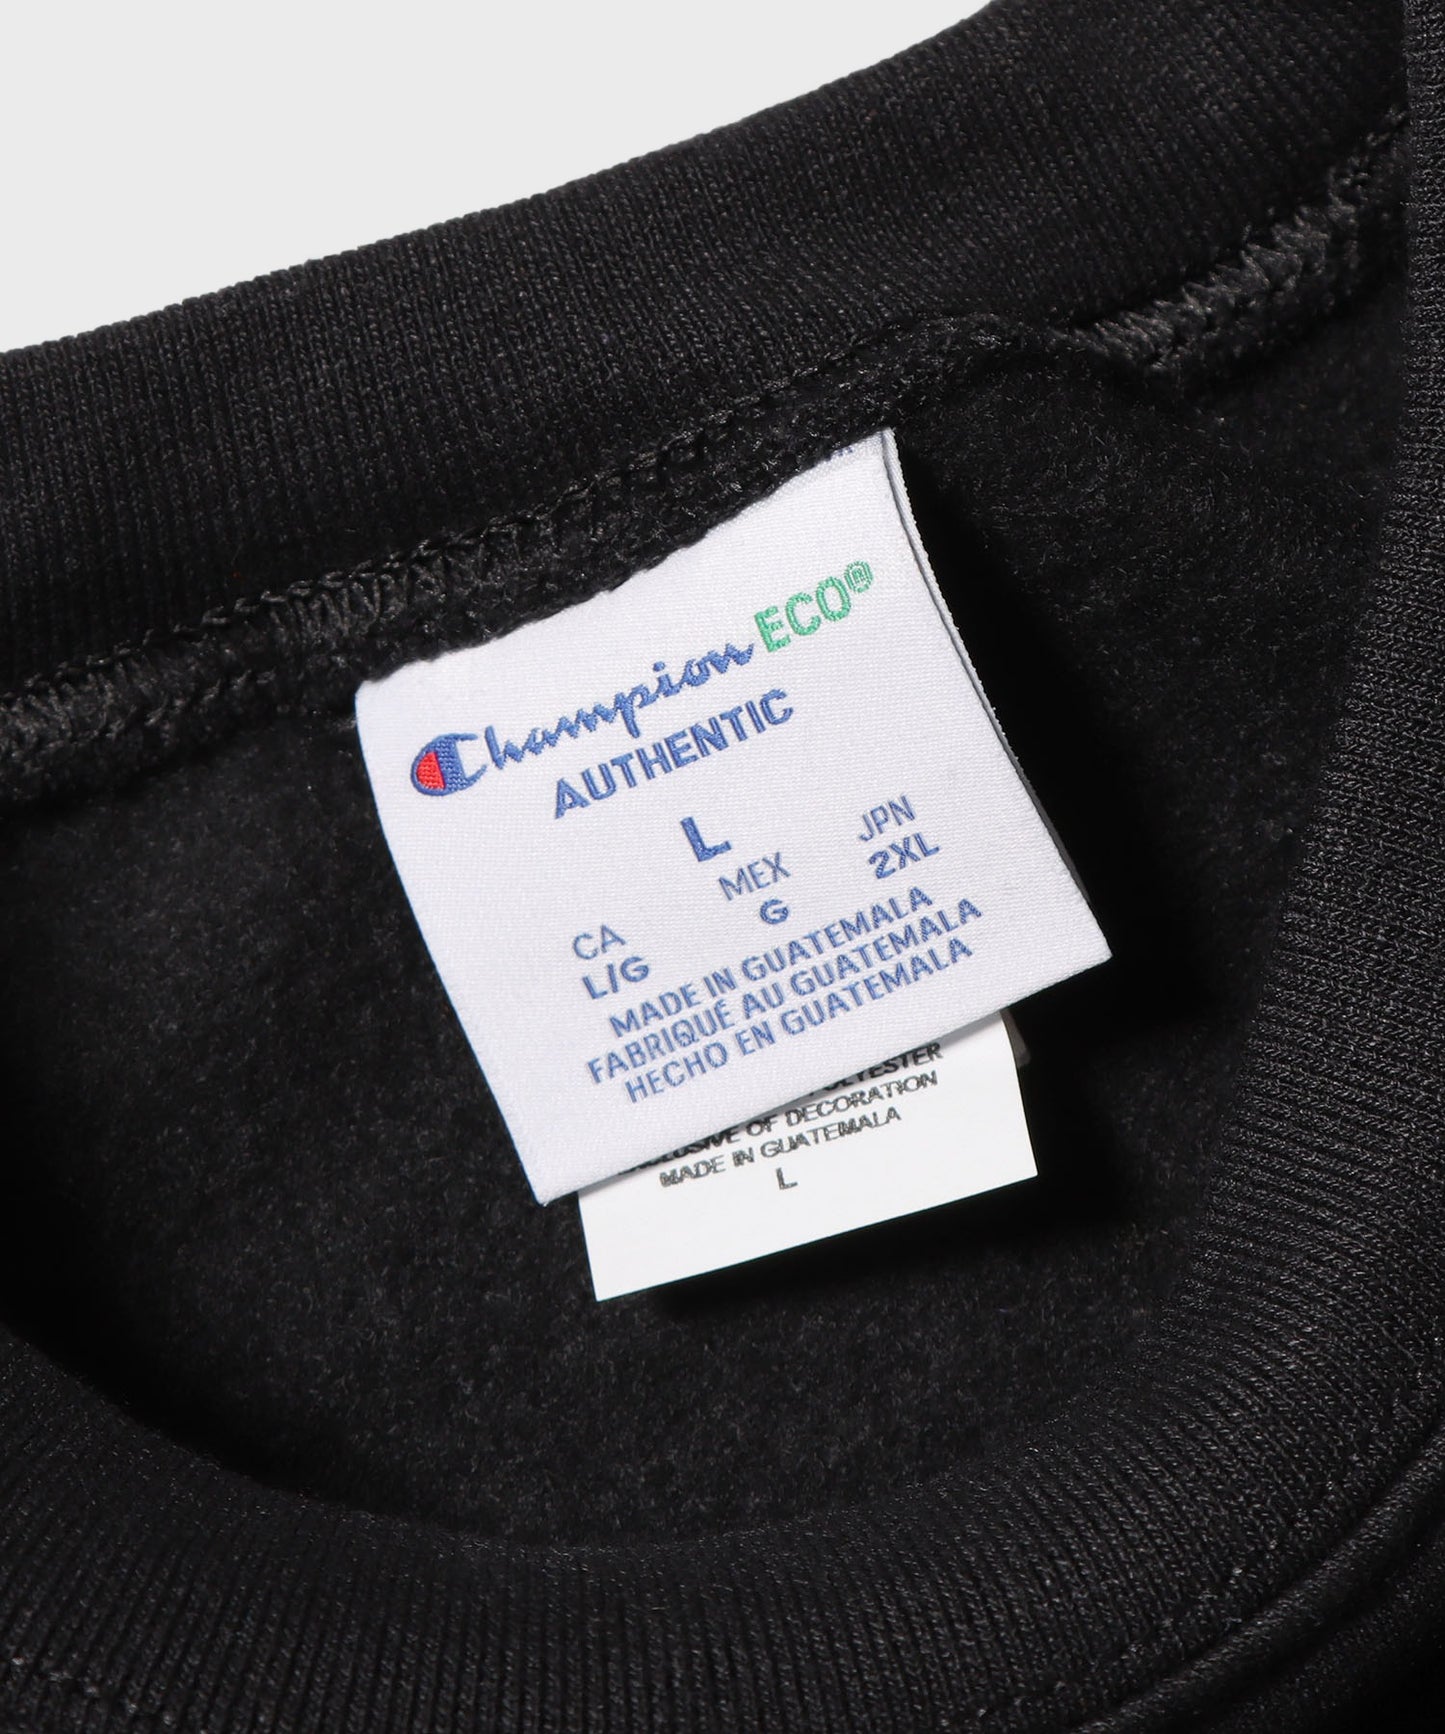 Champion ECO®
AUTHENTIC
L
CA MEX JPN
L/G G 2XL
MADE IN GUATEMALA
FABRIQUÉ AU GUATEMALA
HECHO EN GUATEMALA
OF DECORATION
MADE IN GUATEMALA
L